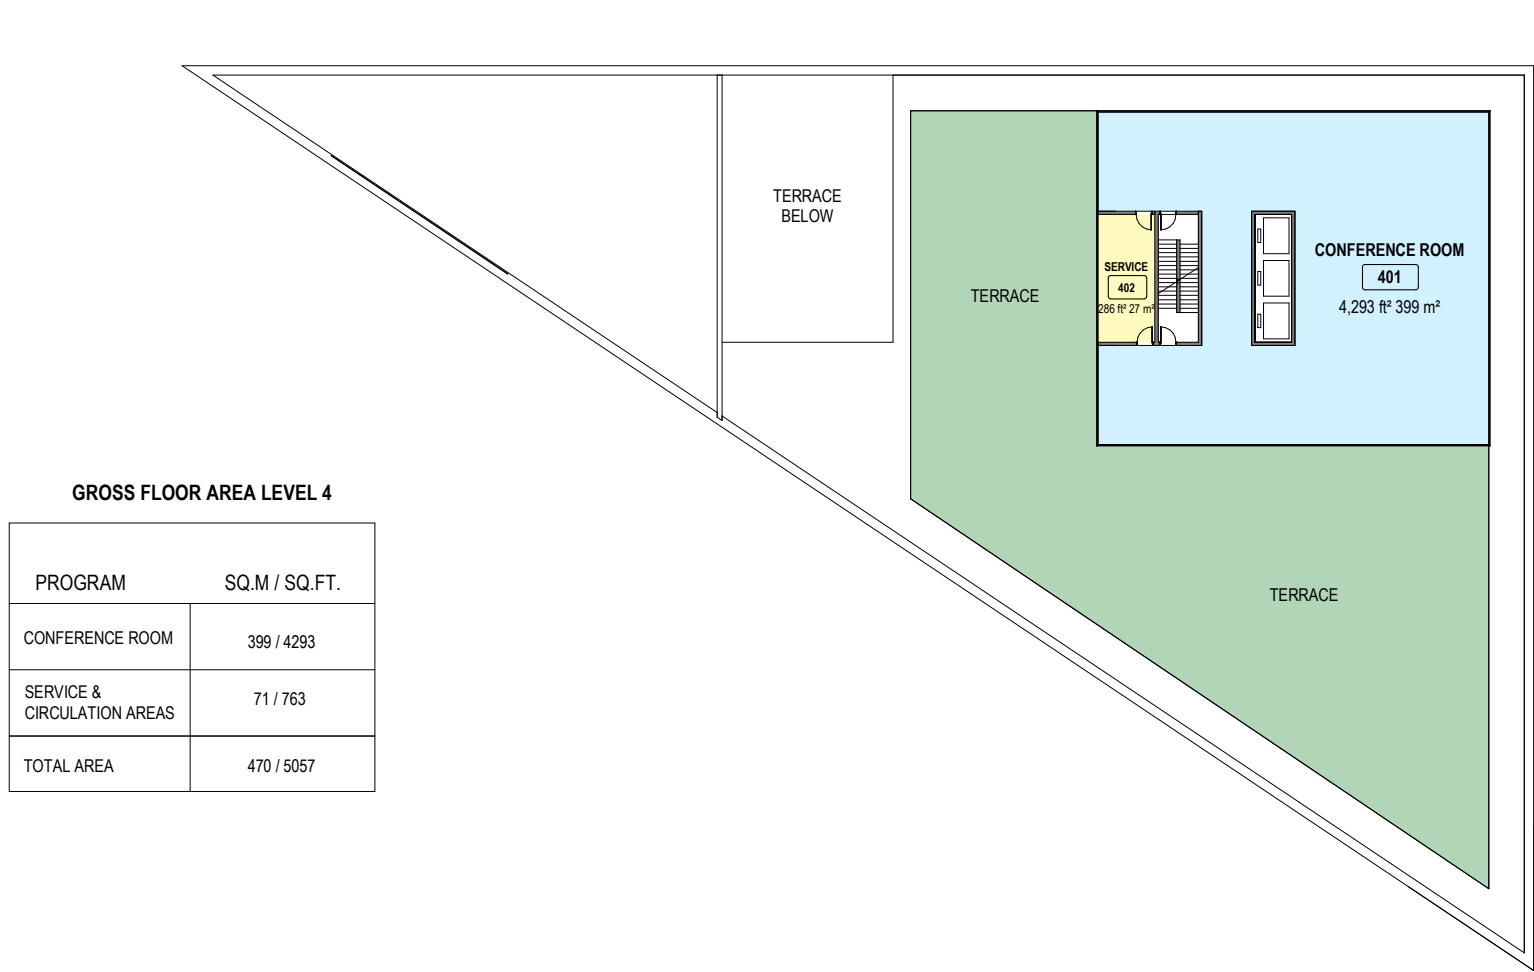 TERRACE
BELOW
TERRACE
SERVICE
402
286 ft² 27 m²
CONFERENCE ROOM
401
4,293 ft² 399 m²
TERRACE
GROSS FLOOR AREA LEVEL 4
PROGRAM SQ.M / SQ.FT.
CONFERENCE ROOM 399 / 4293
SERVICE &
CIRCULATION AREAS 71 / 763
TOTAL AREA 470 / 5057